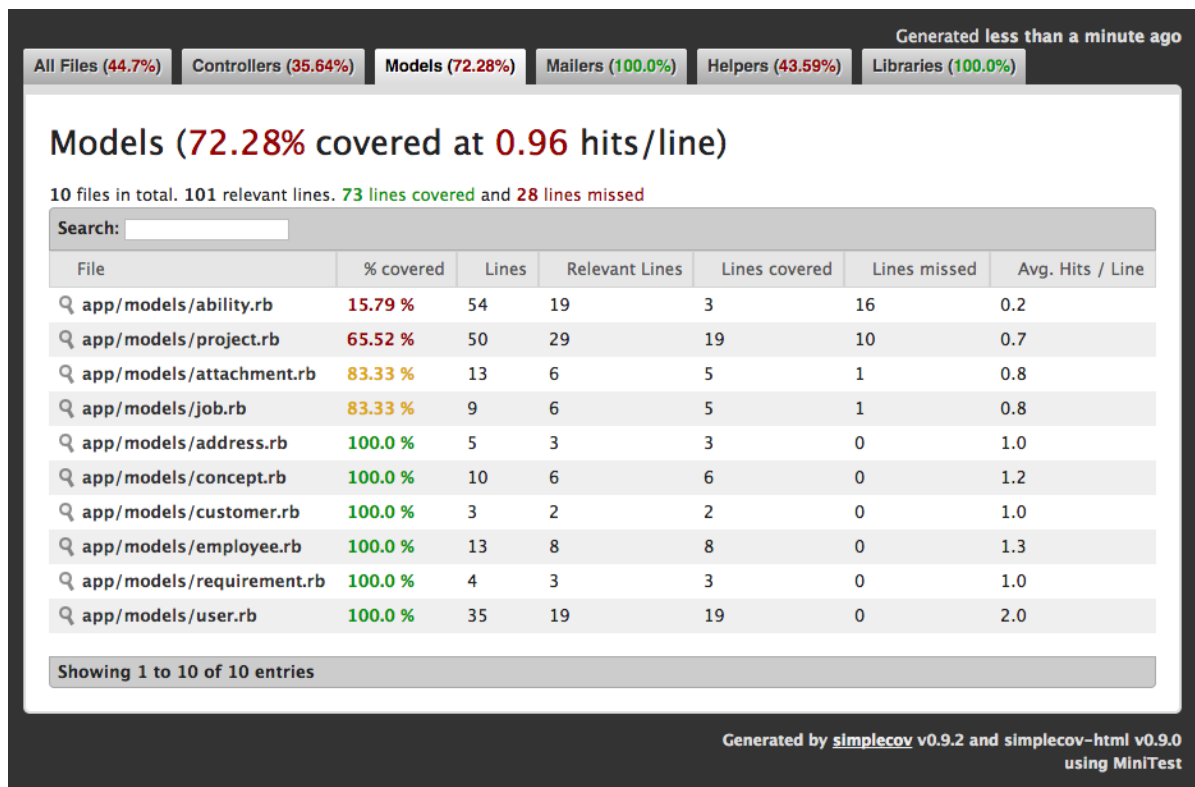 Generated less than a minute ago
All Files (44.7%) Controllers (35.64%) Models (72.28%) Mailers (100.0%) Helpers (43.59%) Libraries (100.0%)
Models (72.28% covered at 0.96 hits/line)
10 files in total. 101 relevant lines. 73 lines covered and 28 lines missed
Search:
File % covered Lines Relevant Lines Lines covered Lines missed Avg. Hits / Line
app/models/ability.rb 15.79 % 54 19 3 16 0.2
app/models/project.rb 65.52 % 50 29 19 10 0.7
app/models/attachment.rb 83.33 % 13 6 5 1 0.8
app/models/job.rb 83.33 % 9 6 5 1 0.8
app/models/address.rb 100.0 % 5 3 3 0 1.0
app/models/concept.rb 100.0 % 10 6 6 0 1.2
app/models/customer.rb 100.0 % 3 2 2 0 1.0
app/models/employee.rb 100.0 % 13 8 8 0 1.3
app/models/requirement.rb 100.0 % 4 3 3 0 1.0
app/models/user.rb 100.0 % 35 19 19 0 2.0
Showing 1 to 10 of 10 entries
Generated by simplecov v0.9.2 and simplecov-html v0.9.0
using MiniTest